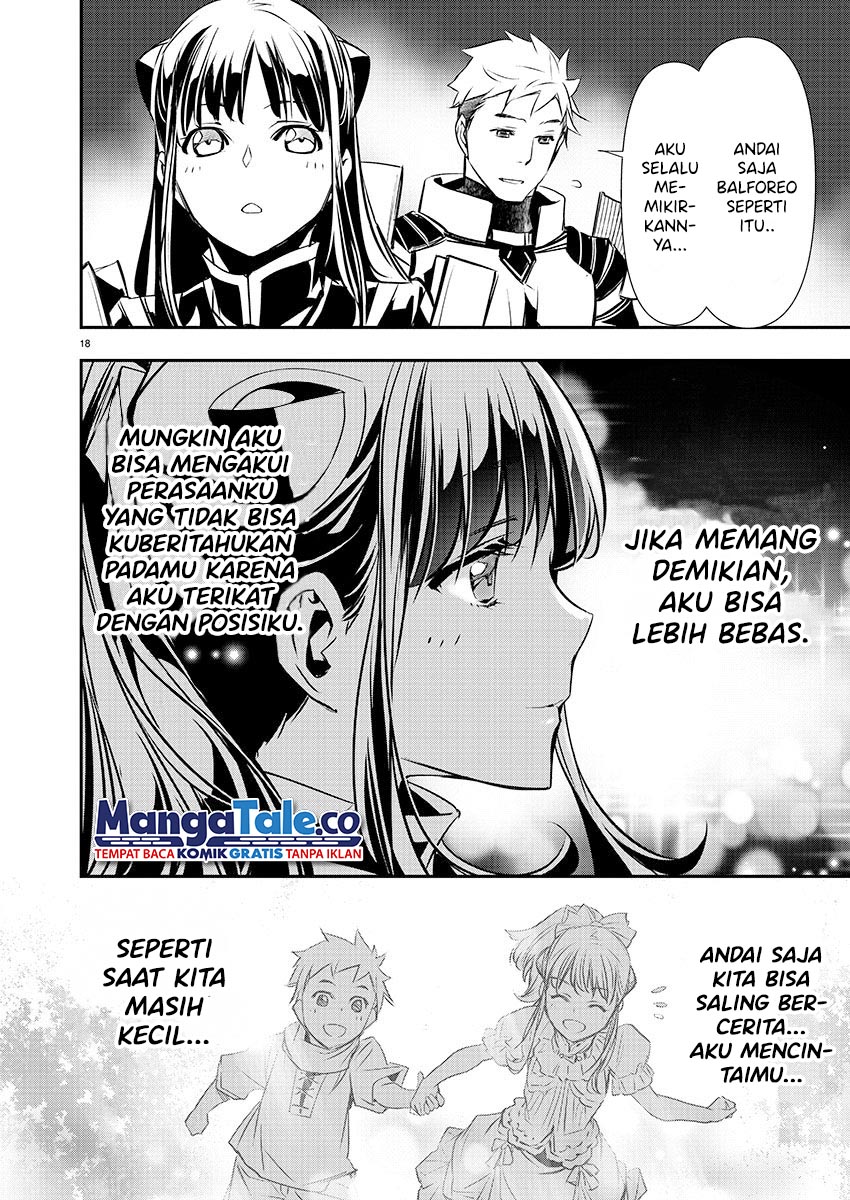 ANDAI
SAJA
BALFOREO
SEPERTI
ITU..
AKU
SELALU
ME-
MIKIR-
KANN-
YA...
18
JIKA MEMANG
DEMIKIAN,
AKU BISA
LEBIH BEBAS.
MUNGKIN AKU
BISA MENGAKUI
PERASAANKU
YANG TIDAK BISA
KUBERITAHUKAN
PADAMU KARENA
AKU TERIKAT
DENGAN POSISIKU.
MangaTale.co
TEMPAT BACA KOMIK GRATIS TANPA IKLAN
ANDAI SAJA
KITA BISA
SALING BER-
CERITA...
AKU MENCIN-
TAIMU...
SEPERTI
SAAT KITA
MASIH
KECIL...